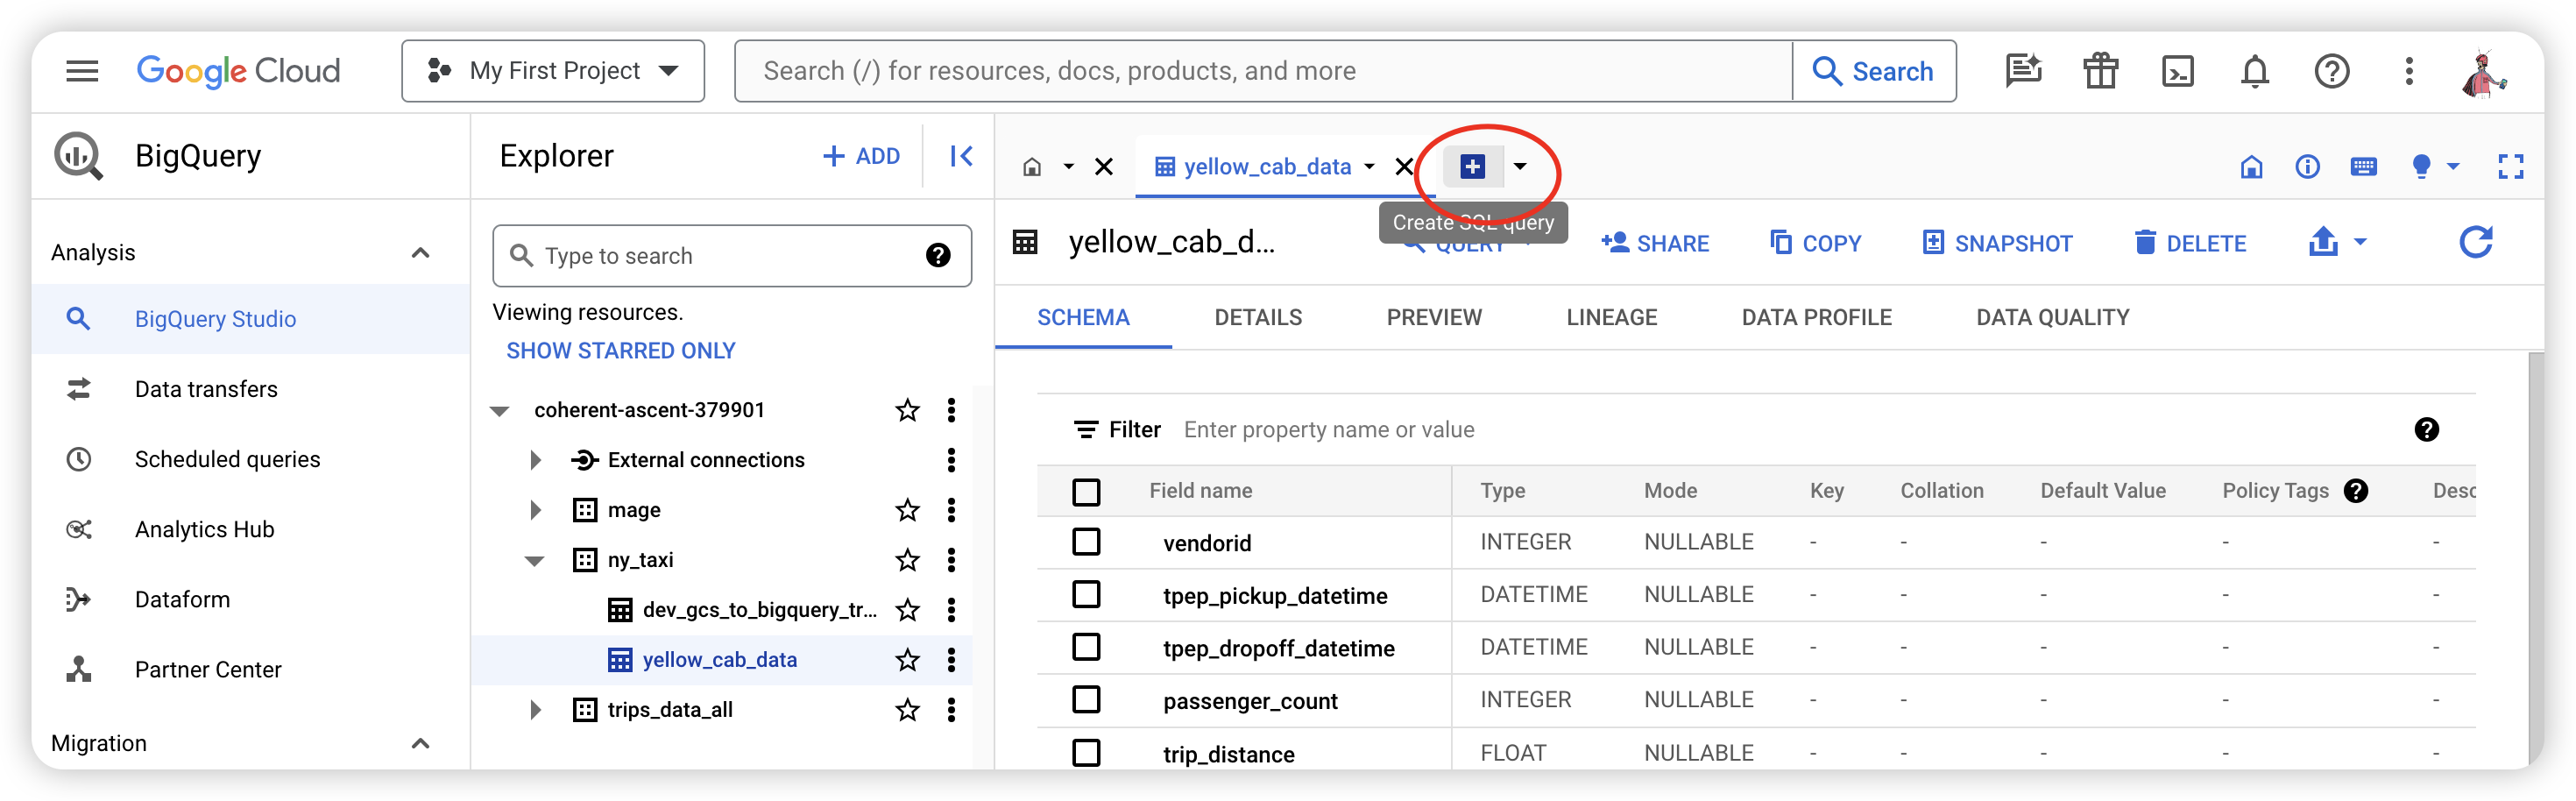 Google Cloud
My First Project
Search (/) for resources, docs, products, and more
Search
BigQuery
Analysis
BigQuery Studio
Data transfers
Scheduled queries
Analytics Hub
Dataform
Partner Center
Migration
Explorer
+ ADD
Type to search
Viewing resources.
SHOW STARRED ONLY
coherent-ascent-379901
External connections
mage
ny_taxi
dev_gcs_to_bigquery_tr...
yellow_cab_data
trips_data_all
yellow_cab_data
Create SQL query
yellow_cab_d...
QUERY
SHARE
COPY
SNAPSHOT
DELETE
SCHEMA DETAILS PREVIEW LINEAGE DATA PROFILE DATA QUALITY
Filter Enter property name or value
Field name Type Mode Key Collation Default Value Policy Tags Desc
vendorid INTEGER NULLABLE - - - - -
tpep_pickup_datetime DATETIME NULLABLE - - - - -
tpep_dropoff_datetime DATETIME NULLABLE - - - - -
passenger_count INTEGER NULLABLE - - - - -
trip_distance FLOAT NULLABLE - - - - -